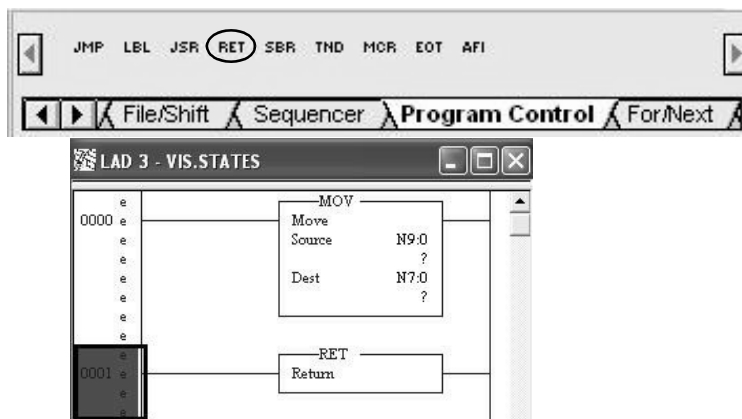 JMP LBL JSR RET SBR TND MCR EOT AFI
File/Shift Sequencer Program Control For/Next
LAD 3 - VIS.STATES
e
0000 e
e
e
e
e
e
e
e
0001 e
e
e
MOV
Move
Source N9:0
?
Dest N7:0
?
RET
Return